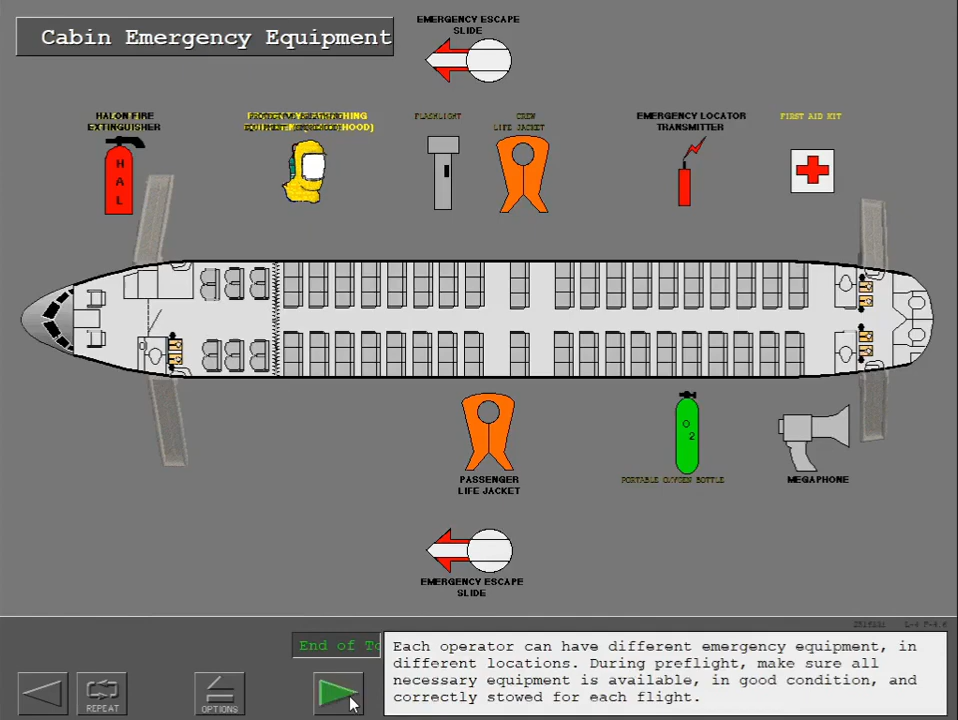 EMERGENCY ESCAPE
SLIDE
Cabin Emergency Equipment
HALON FIRE
EXTINGUISHER
HOOD)
FLASHLIGHT
CREW
LIFE JACKET
EMERGENCY LOCATOR
TRANSMITTER
FIRST AID KIT
H
A
L
O
2
PASSENGER
LIFE JACKET
PORTABLE OXYGEN BOTTLE
MEGAPHONE
EMERGENCY ESCAPE
SLIDE
End of To
Each operator can have different emergency equipment, in
different locations. During preflight, make sure all
necessary equipment is available, in good condition, and
correctly stowed for each flight.
REPEAT
OPTIONS